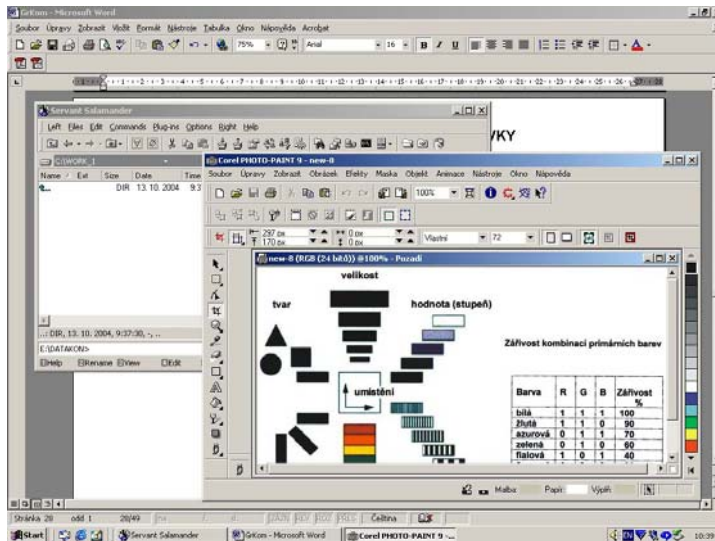 GrKom - Microsoft Word
Soubor Úpravy Zobrazit Vložit Formát Nástroje Tabulka Okno Nápověda Acrobat
75% Arial 16 B I U
VKY
Servant Salamander
Left Files Edit Commands Plug-ins Options Right Help
C:\WORK_1
Name Ext Size Date Time
DIR 13. 10. 2004 9:3
..: DIR, 13. 10. 2004, 9:37:30, -, ..
E:\DATAKON>
Help Rename View Edit
Corel PHOTO-PAINT 9 - new-8
Soubor Úpravy Zobrazit Obrázek Efekty Maska Objekt Animace Nástroje Okno Nápověda
100%
297 px 0 px
170 px 0 px
Vlastní 72
new-8 (RGB (24 bitů)) @100% - Pozadí
velikost
tvar hodnota (stupeň)
umístění
Zářivost kombinací primárních barev
Barva R G B Zářivost %
bílá 1 1 1 100
žlutá 1 1 0 90
azurová 0 1 1 70
zelená 0 1 0 60
fialová 1 0 1 40
Malba: Papír: Výplň:
Stránka 28 odd 1 28/49 Čeština
Start Servant Salamander GrKom - Microsoft Word Corel PHOTO-PAINT 9 -... 10:39